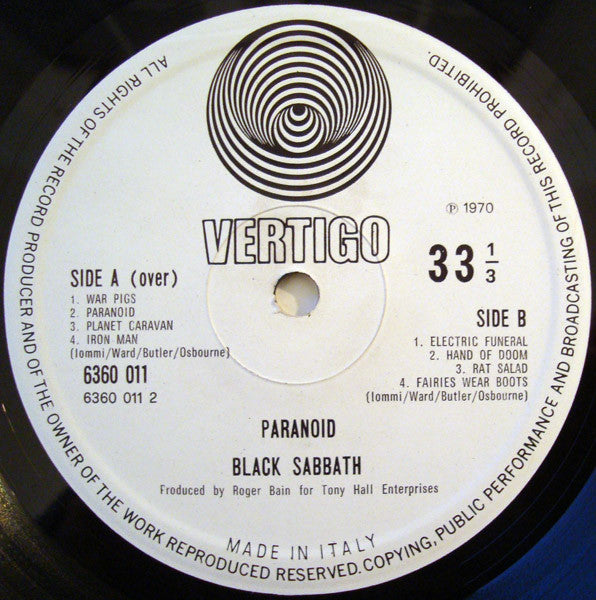 ALL RIGHTS OF THE RECORD PRODUCER AND OF THE OWNER OF THE WORK REPRODUCED RESERVED. COPYING, PUBLIC PERFORMANCE AND BROADCASTING OF THIS RECORD PROHIBITED.
VERTIGO
℗ 1970
33 1/3
SIDE A (over)
1. WAR PIGS
2. PARANOID
3. PLANET CARAVAN
4. IRON MAN
(Iommi/Ward/Butler/Osbourne)
6360 011
6360 011 2
SIDE B
1. ELECTRIC FUNERAL
2. HAND OF DOOM
3. RAT SALAD
4. FAIRIES WEAR BOOTS
(Iommi/Ward/Butler/Osbourne)
PARANOID
BLACK SABBATH
Produced by Roger Bain for Tony Hall Enterprises
MADE IN ITALY